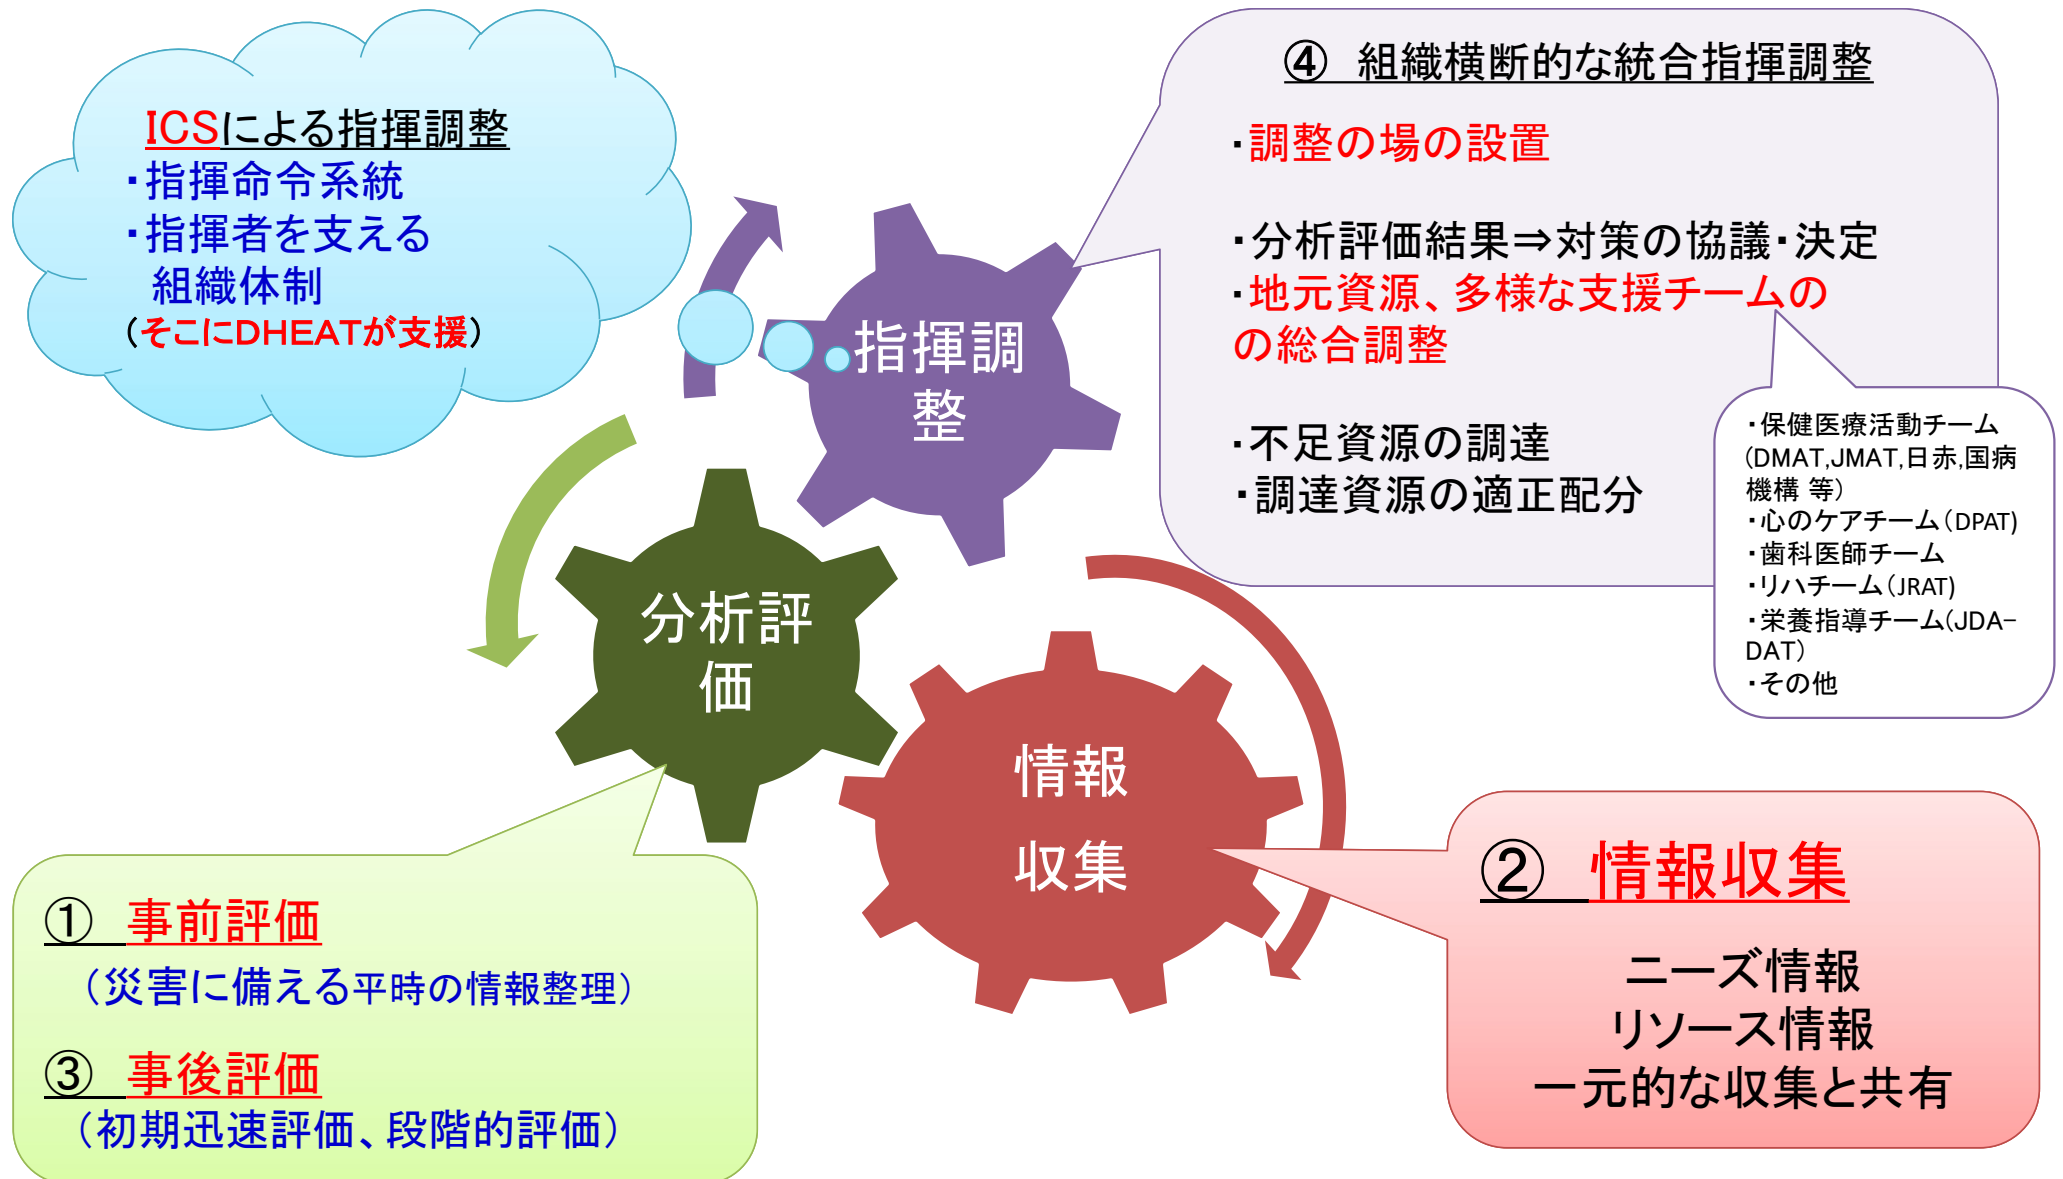 ICSによる指揮調整
・指揮命令系統
・指揮者を支える
組織体制
(そこにDHEATが支援)
④　組織横断的な統合指揮調整
・調整の場の設置
・分析評価結果⇒対策の協議・決定
・地元資源、多様な支援チームの
の総合調整
・不足資源の調達
・調達資源の適正配分
・保健医療活動チーム
(DMAT,JMAT,日赤,国病
機構 等)
・心のケアチーム(DPAT)
・歯科医師チーム
・リハチーム(JRAT)
・栄養指導チーム(JDA-
DAT)
・その他
指揮調
整
分析評
価
情報
収集
①　事前評価
（災害に備える平時の情報整理）
③　事後評価
（初期迅速評価、段階的評価）
②　情報収集
ニーズ情報
リソース情報
一元的な収集と共有